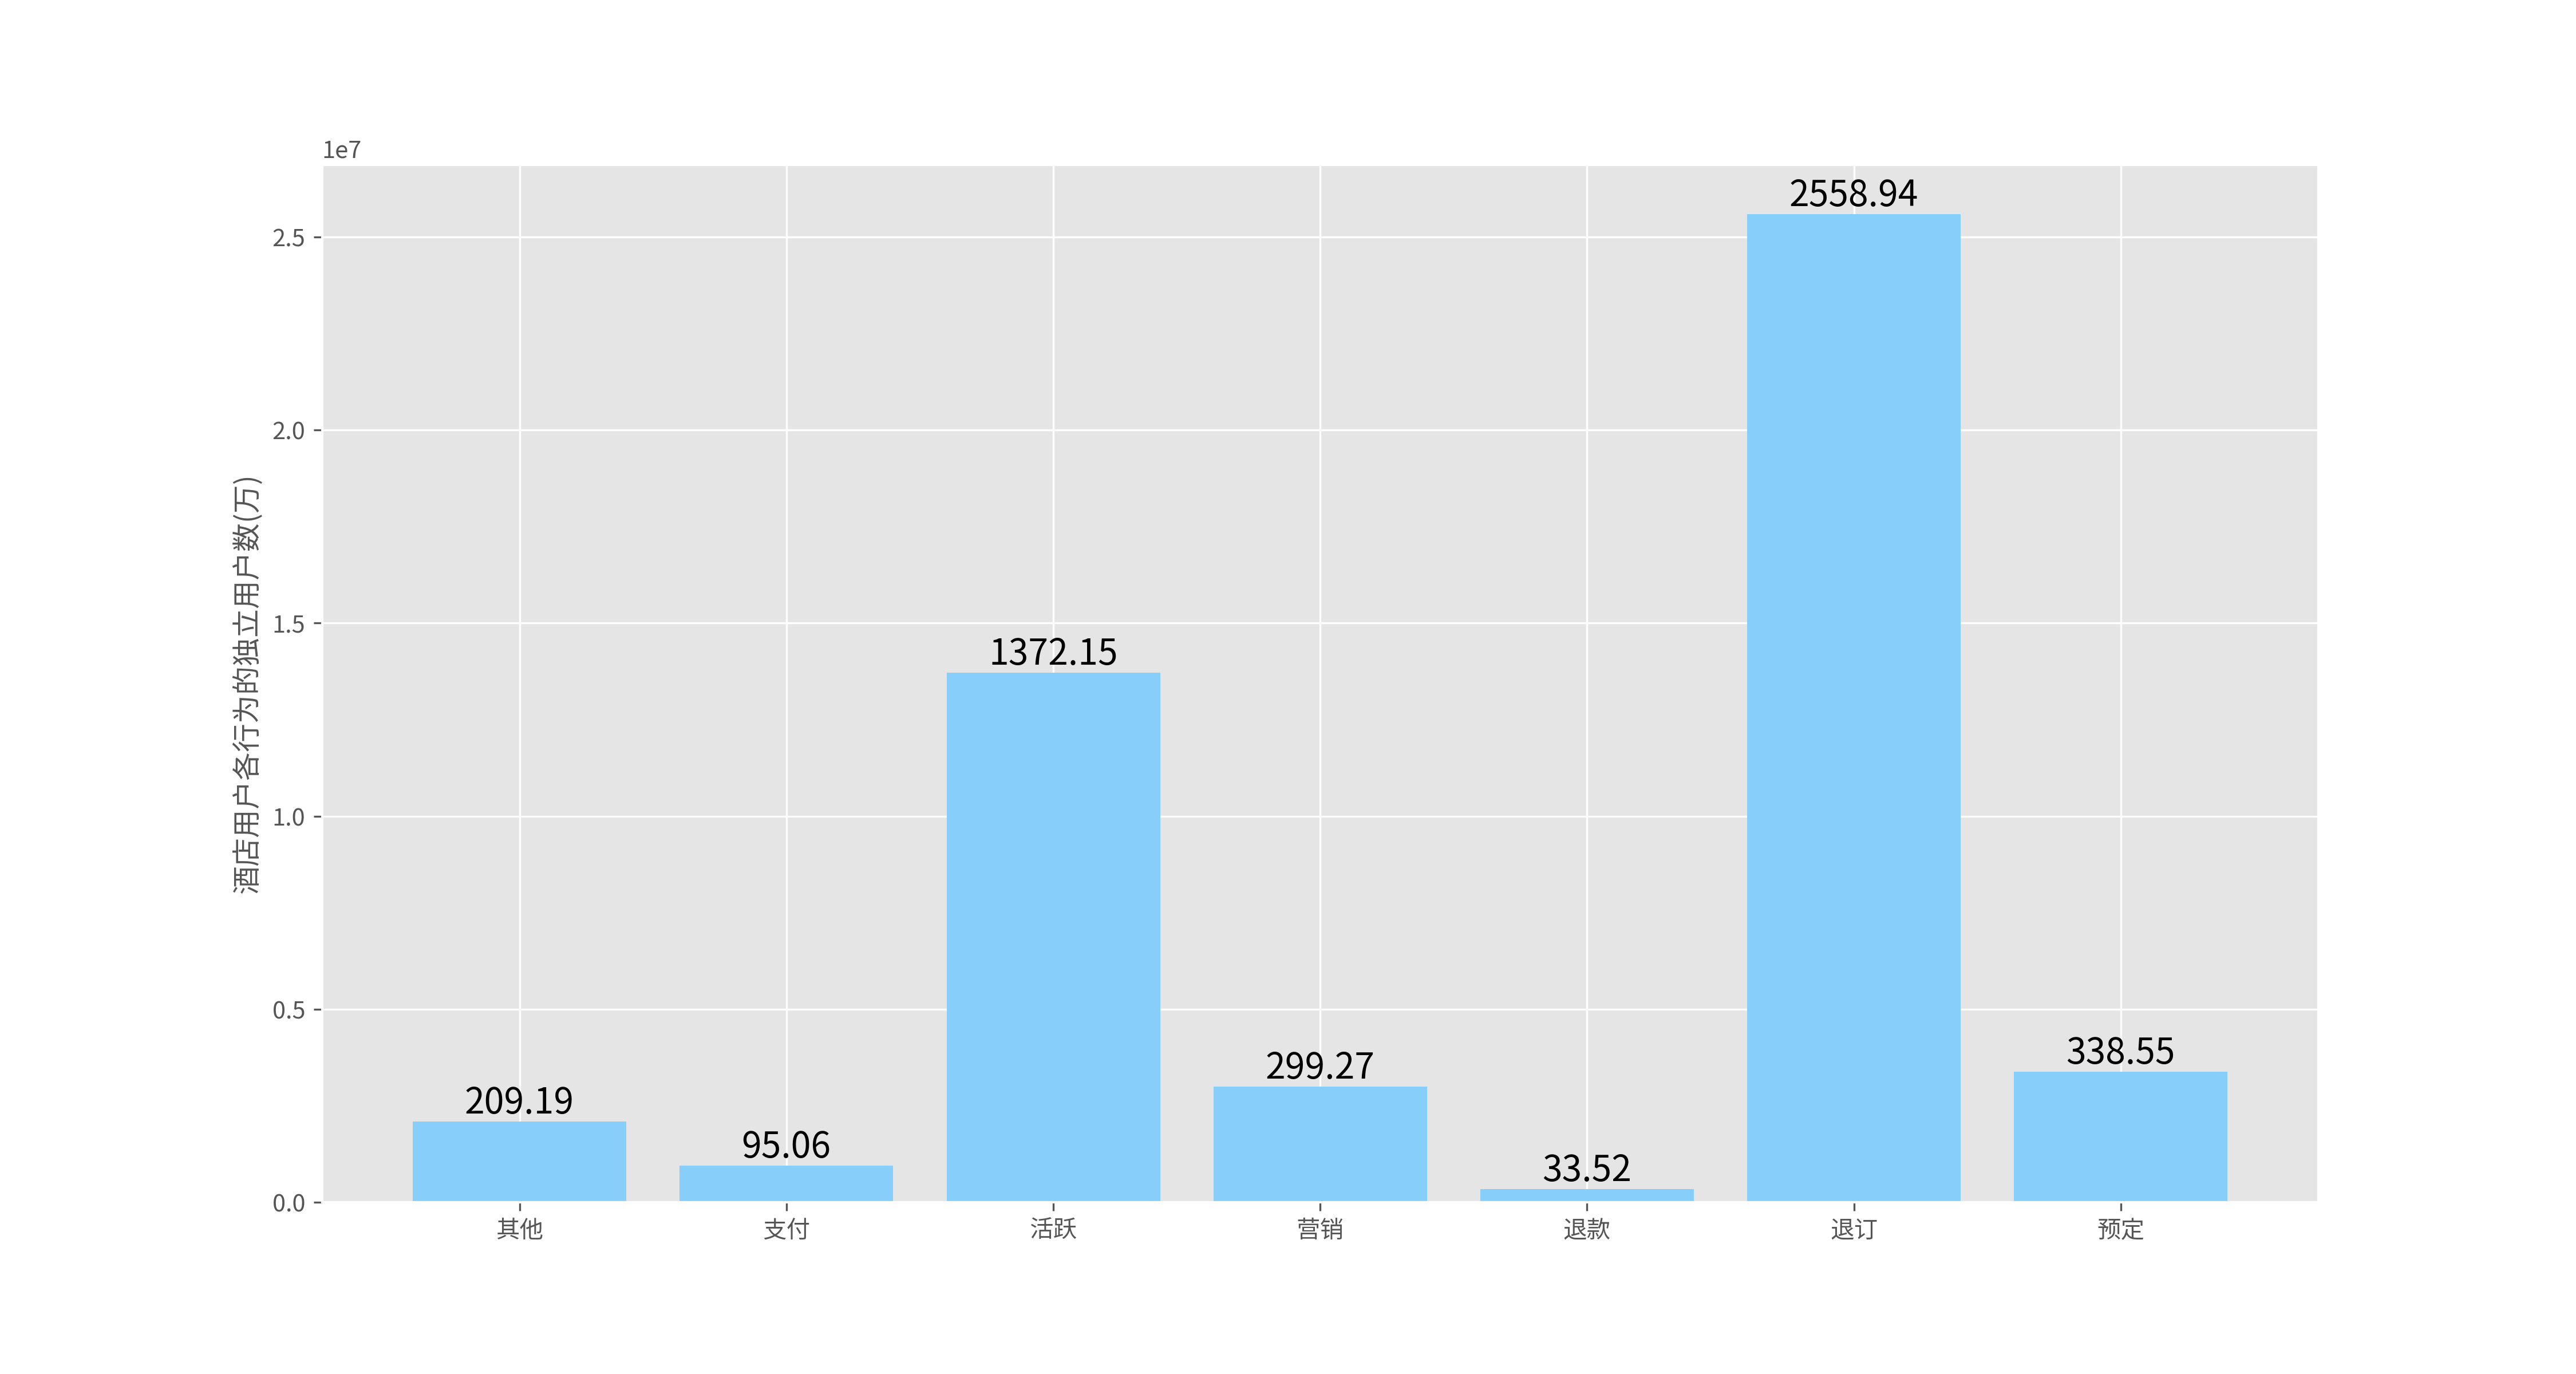 1e7
2.5
2.0
1.5
1.0
0.5
0.0
酒店用户各行为的独立用户数(万)
209.19
95.06
1372.15
299.27
33.52
2558.94
338.55
其他
支付
活跃
营销
退款
退订
预定